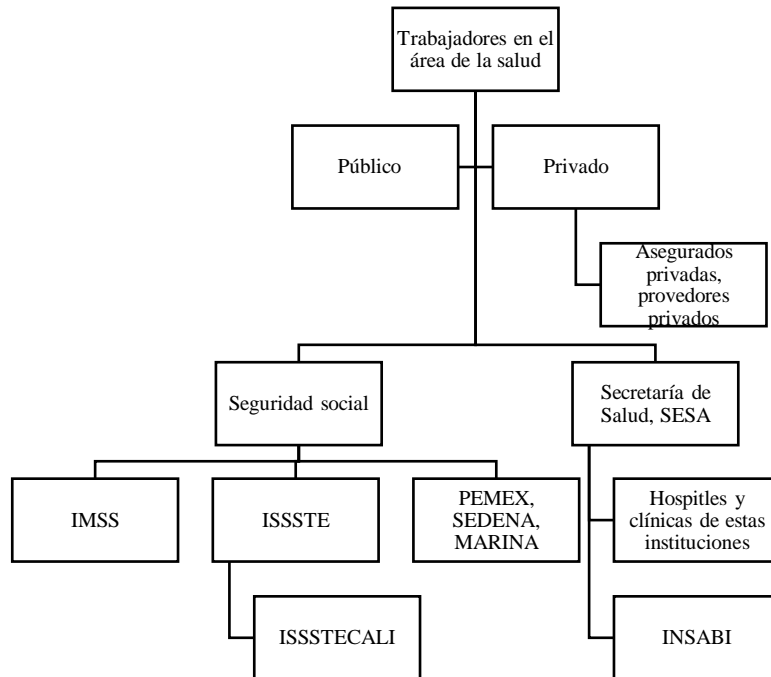 Trabajadores en el
área de la salud
Público
Privado
Asegurados
privadas,
provedores
privados
Seguridad social
Secretaría de
Salud, SESA
IMSS
ISSSTE
PEMEX,
SEDENA,
MARINA
Hospitles y
clínicas de estas
instituciones
ISSSTECALI
INSABI